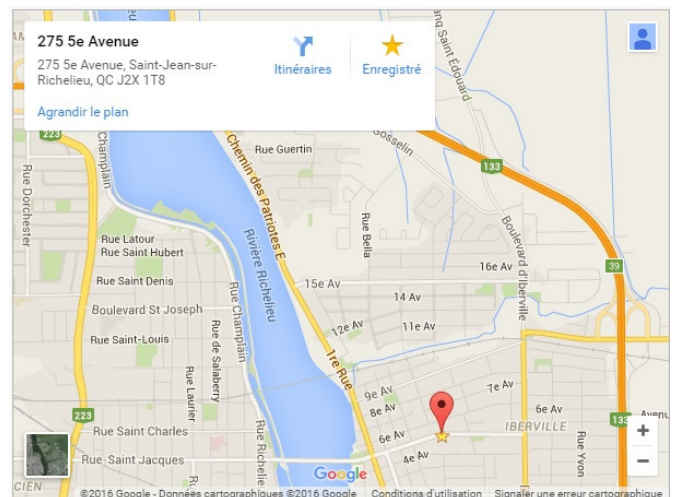 275 5e Avenue
275 5e Avenue, Saint-Jean-sur-
Richelieu, QC J2X 1T8
Itinéraires
Enregistré
Agrandir le plan
ang Saint Édouard
223
Champlain
Rue Dorchester
Rue Guertin
Gosselin
133
Chemin des Patriotes E
Rue Bella
Boulevard d'Iberville
Rue Latour
Rue Saint Hubert
Rivière Richelieu
16e Av
39
Rue Saint Denis
15e Av
14 Av
Boulevard St Joseph
Rue Champlain
12e Av
11e Av
Rue Saint-Louis
Rue de Salaberry
1re Rue
Rue Laurier
9e Av
7e Av
8e Av
6e Av
133
223
Rue Saint Charles
6e Av
IBERVILLE
Rue Yvon
Rue Saint Jacques
Rue Richelie
4e Av
Google
CIEN
©2016 Google - Données cartographiques ©2016 Google
Conditions d'utilisation
Signaler une erreur cartographique